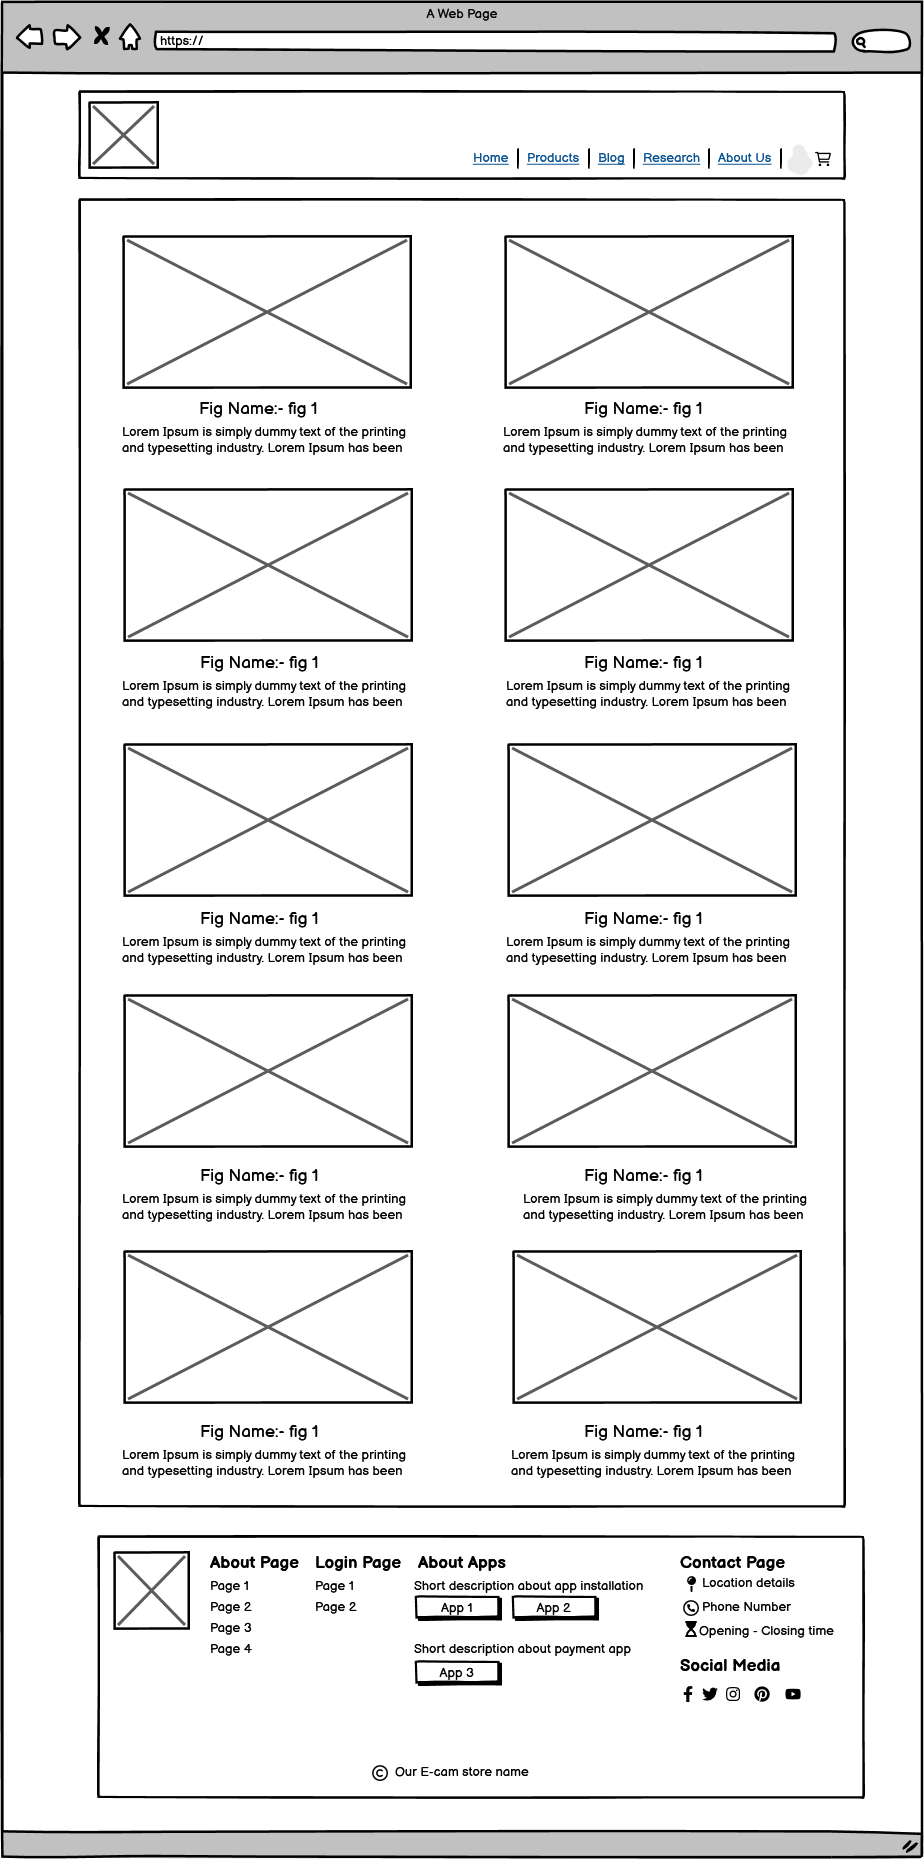 A Web Page
https://
Home
Products
Blog
Research
About Us
Fig Name:- fig 1
Lorem Ipsum is simply dummy text of the printing
and typesetting industry. Lorem Ipsum has been
Fig Name:- fig 1
Lorem Ipsum is simply dummy text of the printing
and typesetting industry. Lorem Ipsum has been
Fig Name:- fig 1
Lorem Ipsum is simply dummy text of the printing
and typesetting industry. Lorem Ipsum has been
Fig Name:- fig 1
Lorem Ipsum is simply dummy text of the printing
and typesetting industry. Lorem Ipsum has been
Fig Name:- fig 1
Lorem Ipsum is simply dummy text of the printing
and typesetting industry. Lorem Ipsum has been
Fig Name:- fig 1
Lorem Ipsum is simply dummy text of the printing
and typesetting industry. Lorem Ipsum has been
Fig Name:- fig 1
Lorem Ipsum is simply dummy text of the printing
and typesetting industry. Lorem Ipsum has been
Fig Name:- fig 1
Lorem Ipsum is simply dummy text of the printing
and typesetting industry. Lorem Ipsum has been
Fig Name:- fig 1
Lorem Ipsum is simply dummy text of the printing
and typesetting industry. Lorem Ipsum has been
Fig Name:- fig 1
Lorem Ipsum is simply dummy text of the printing
and typesetting industry. Lorem Ipsum has been
About Page
Page 1
Page 2
Page 3
Page 4
Login Page
Page 1
Page 2
About Apps
Short description about app installation
App 1
App 2
Short description about payment app
App 3
Contact Page
Location details
Phone Number
Opening - Closing time
Social Media
© Our E-cam store name